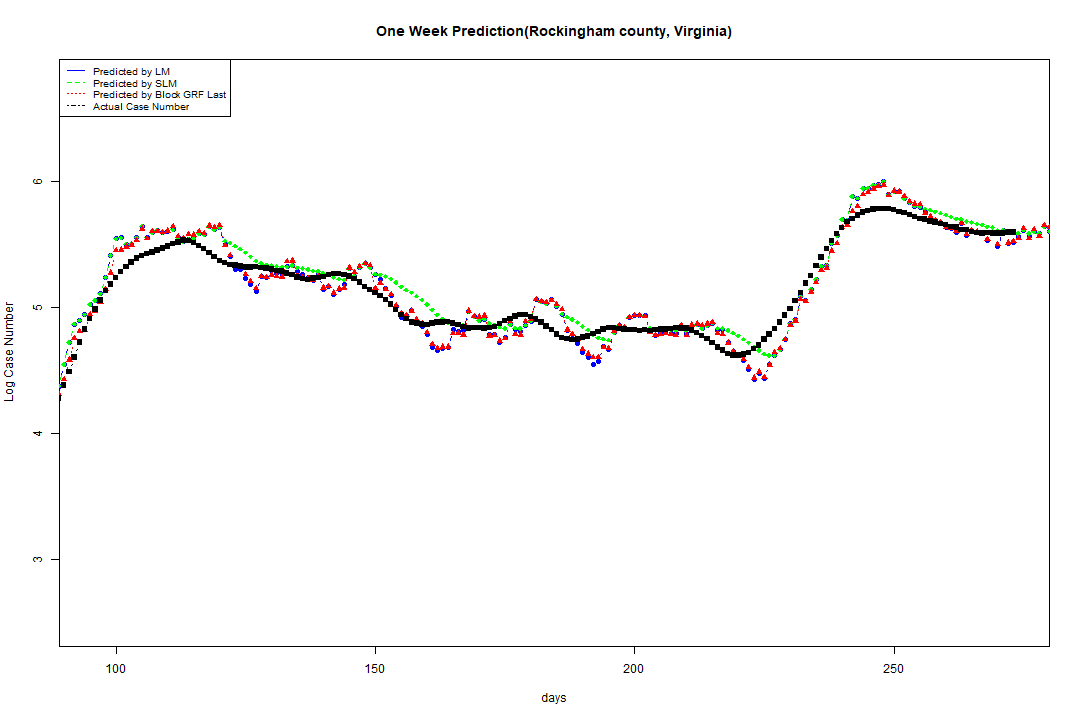 One Week Prediction(Rockingham county, Virginia)
Predicted by LM
Predicted by SLM
Predicted by Block GRF Last
Actual Case Number
6
5
4
3
Log Case Number
100 150 200 250
days